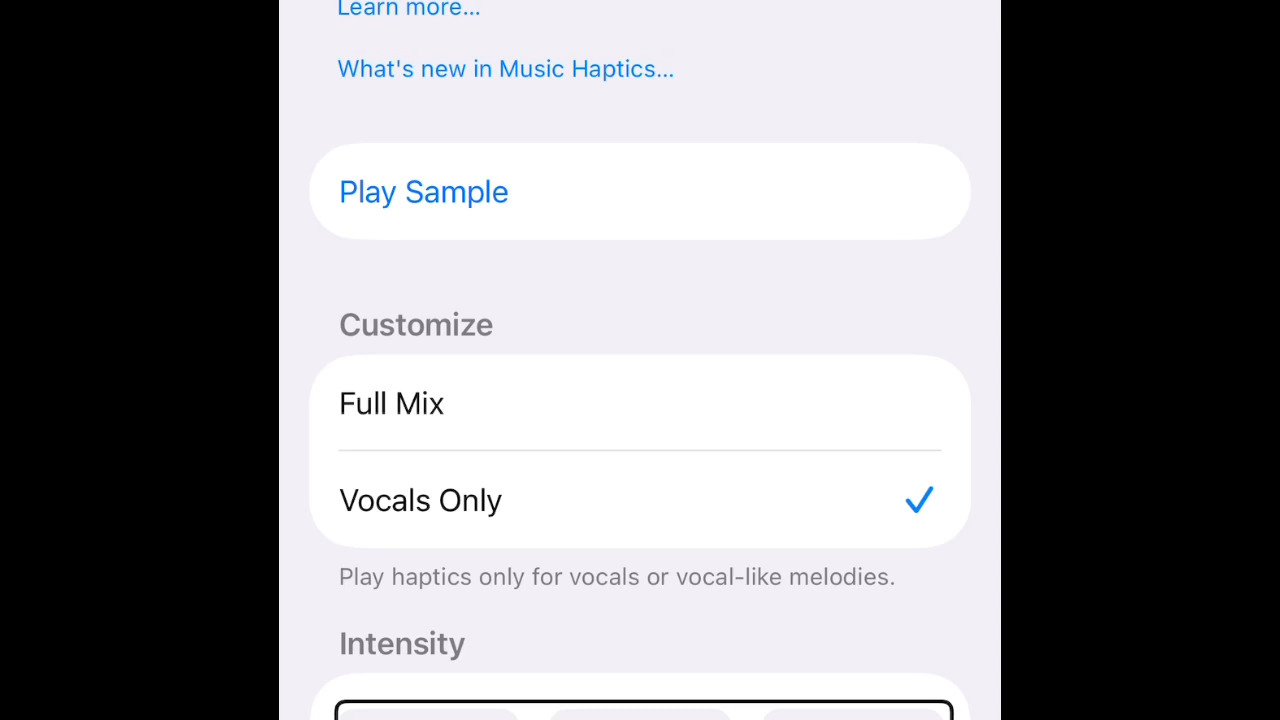 Learn more...
What's new in Music Haptics...
Play Sample
Customize
Full Mix
Vocals Only
Play haptics only for vocals or vocal-like melodies.
Intensity